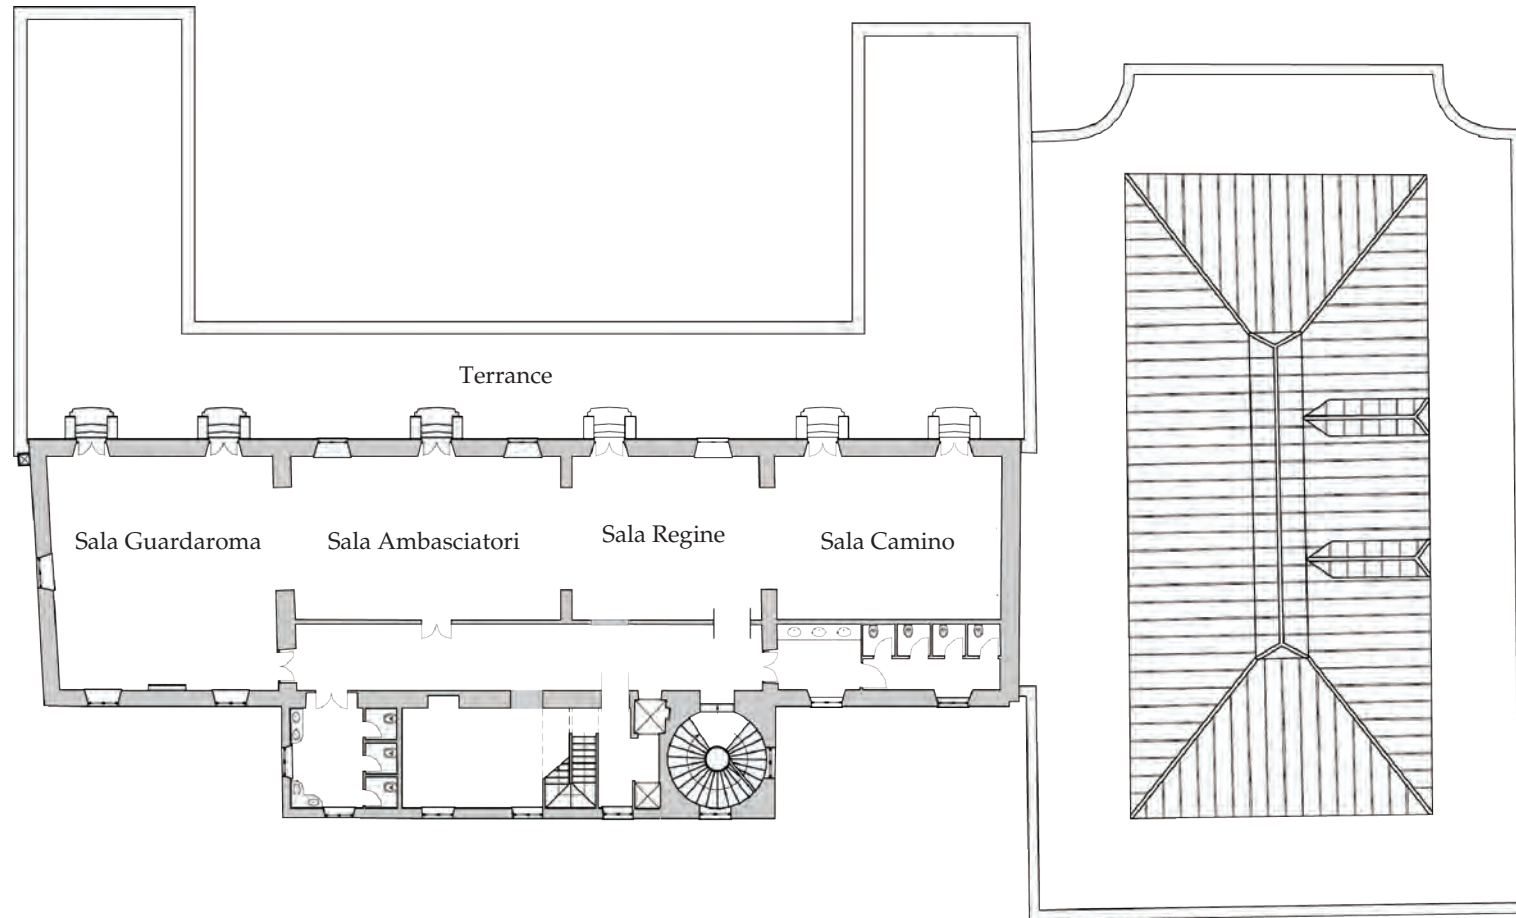 Terrance
Sala Guardaroma
Sala Ambasciatori
Sala Regine
Sala Camino